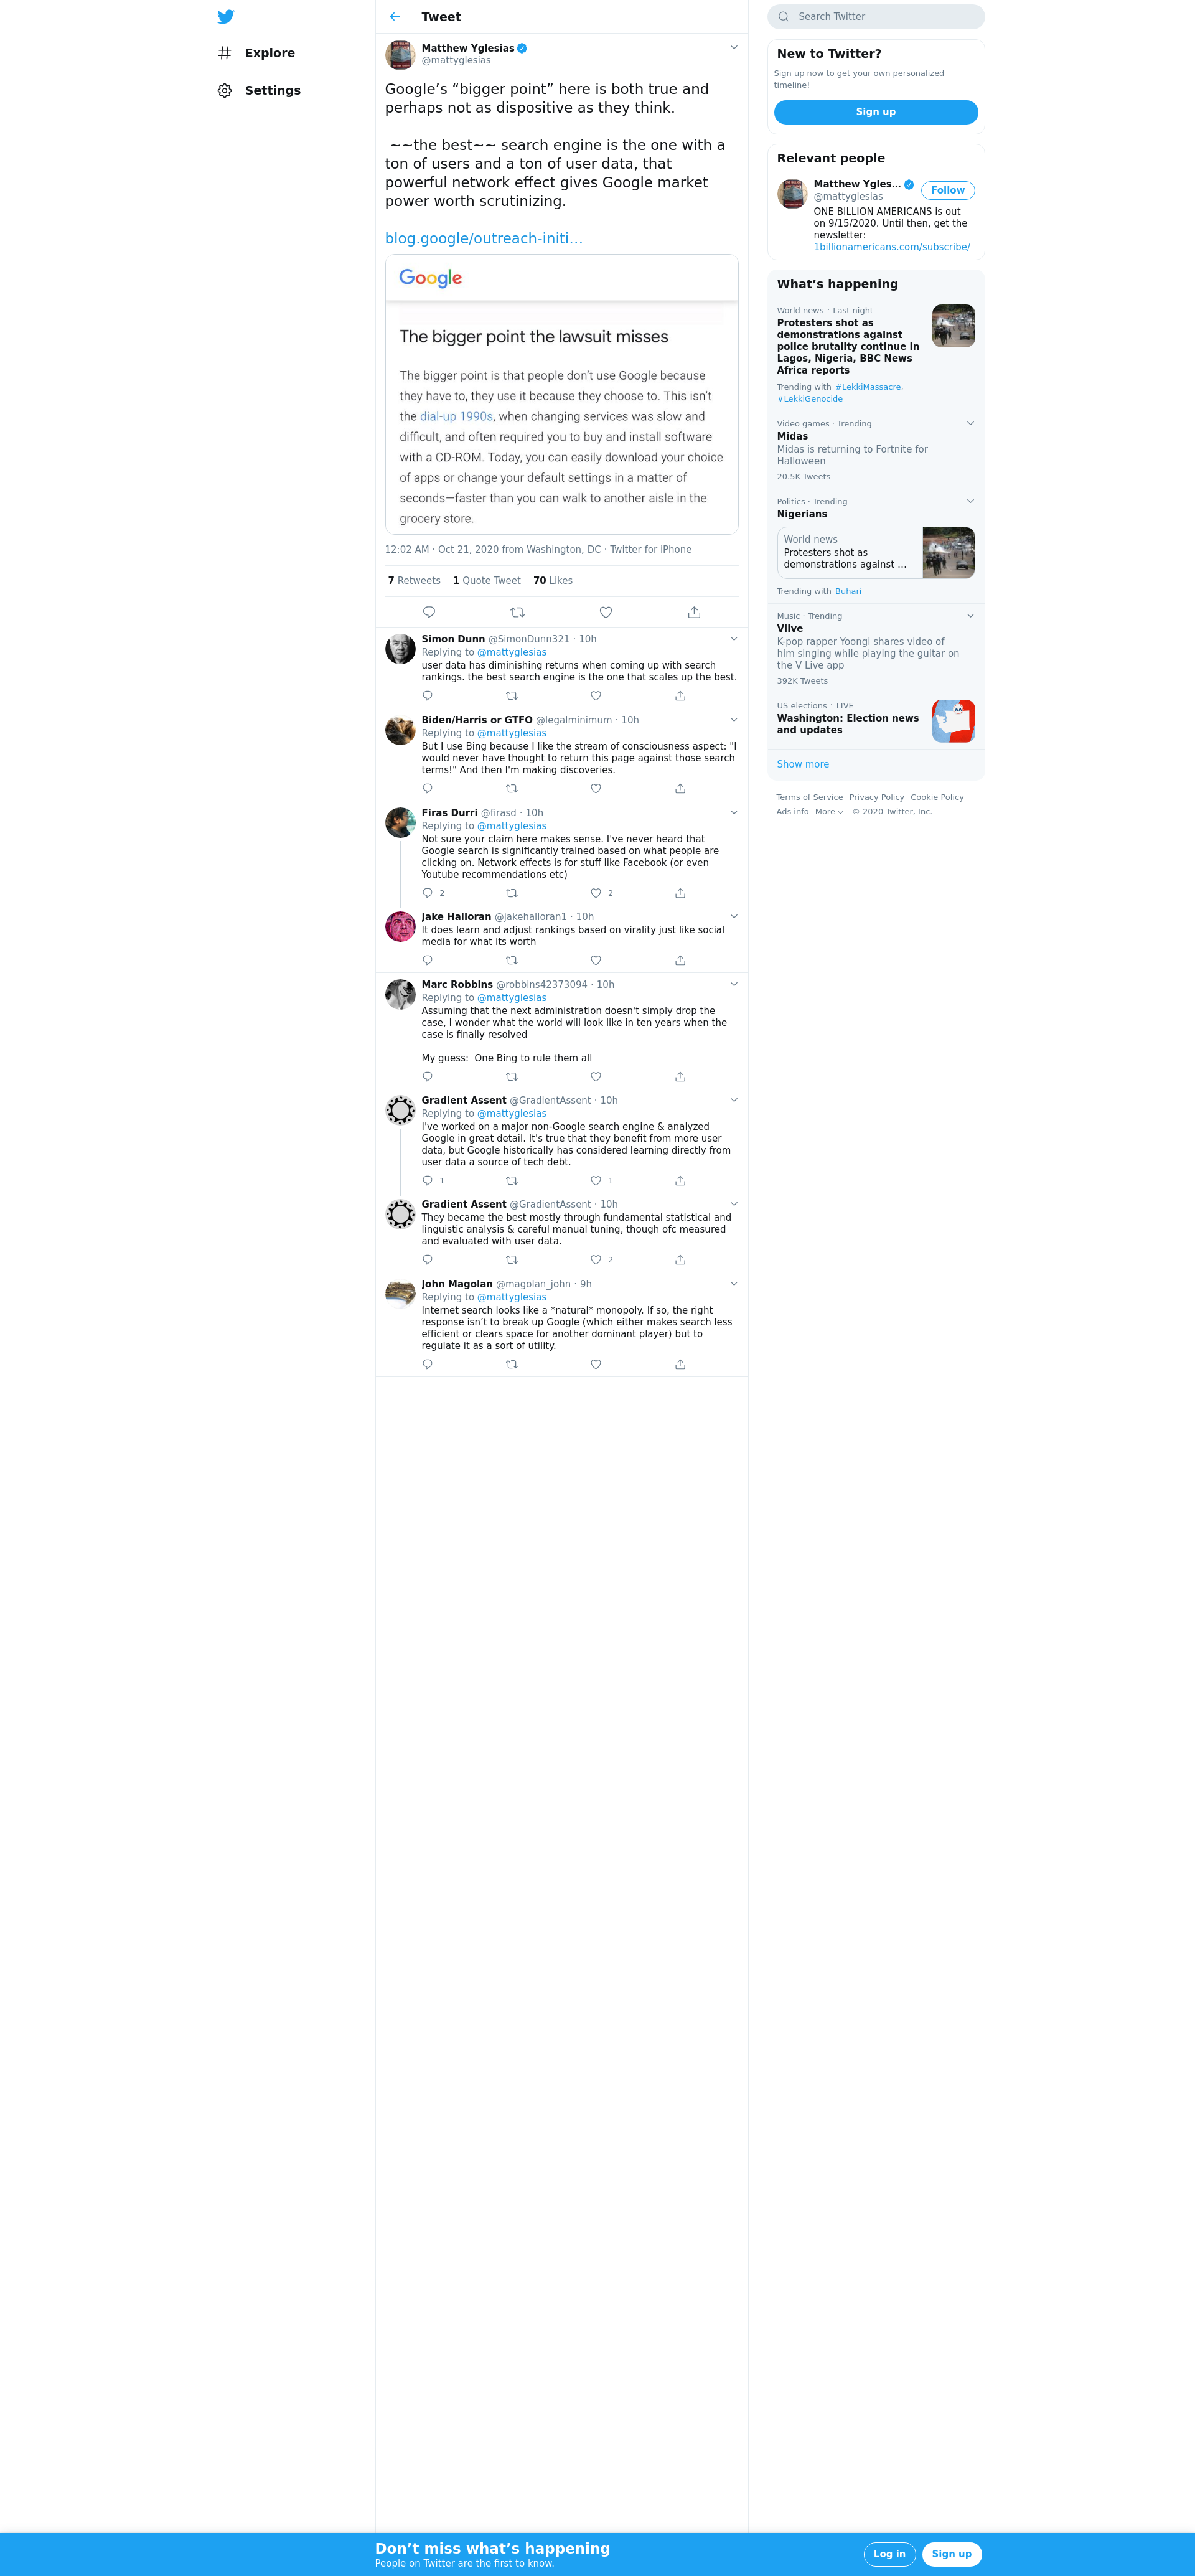 Explore
Settings
Tweet
Matthew Yglesias
@mattyglesias
Google’s “bigger point” here is both true and
perhaps not as dispositive as they think.
~~the best~~ search engine is the one with a
ton of users and a ton of user data, that
powerful network effect gives Google market
power worth scrutinizing.
blog.google/outreach-initi…
Google
The bigger point the lawsuit misses
The bigger point is that people don’t use Google because
they have to, they use it because they choose to. This isn’t
the dial-up 1990s, when changing services was slow and
difficult, and often required you to buy and install software
with a CD-ROM. Today, you can easily download your choice
of apps or change your default settings in a matter of
seconds—faster than you can walk to another aisle in the
grocery store.
12:02 AM · Oct 21, 2020 from Washington, DC · Twitter for iPhone
7 Retweets 1 Quote Tweet 70 Likes
Simon Dunn @SimonDunn321 · 10h
Replying to @mattyglesias
user data has diminishing returns when coming up with search
rankings. the best search engine is the one that scales up the best.
Biden/Harris or GTFO @legalminimum · 10h
Replying to @mattyglesias
But I use Bing because I like the stream of consciousness aspect: "I
would never have thought to return this page against those search
terms!" And then I'm making discoveries.
Firas Durri @firasd · 10h
Replying to @mattyglesias
Not sure your claim here makes sense. I've never heard that
Google search is significantly trained based on what people are
clicking on. Network effects is for stuff like Facebook (or even
Youtube recommendations etc)
2 2
Jake Halloran @jakehalloran1 · 10h
It does learn and adjust rankings based on virality just like social
media for what its worth
Marc Robbins @robbins42373094 · 10h
Replying to @mattyglesias
Assuming that the next administration doesn't simply drop the
case, I wonder what the world will look like in ten years when the
case is finally resolved
My guess:  One Bing to rule them all
Gradient Assent @GradientAssent · 10h
Replying to @mattyglesias
I've worked on a major non-Google search engine & analyzed
Google in great detail. It's true that they benefit from more user
data, but Google historically has considered learning directly from
user data a source of tech debt.
1 1
Gradient Assent @GradientAssent · 10h
They became the best mostly through fundamental statistical and
linguistic analysis & careful manual tuning, though ofc measured
and evaluated with user data.
2
John Magolan @magolan_john · 9h
Replying to @mattyglesias
Internet search looks like a *natural* monopoly. If so, the right
response isn’t to break up Google (which either makes search less
efficient or clears space for another dominant player) but to
regulate it as a sort of utility.
Search Twitter
New to Twitter?
Sign up now to get your own personalized
timeline!
Sign up
Relevant people
Matthew Ygles…
Follow
@mattyglesias
ONE BILLION AMERICANS is out
on 9/15/2020. Until then, get the
newsletter:
1billionamericans.com/subscribe/
What’s happening
World news · Last night
Protesters shot as
demonstrations against
police brutality continue in
Lagos, Nigeria, BBC News
Africa reports
Trending with #LekkiMassacre,
#LekkiGenocide
Video games · Trending
Midas
Midas is returning to Fortnite for
Halloween
20.5K Tweets
Politics · Trending
Nigerians
World news
Protesters shot as
demonstrations against …
Trending with Buhari
Music · Trending
Vlive
K-pop rapper Yoongi shares video of
him singing while playing the guitar on
the V Live app
392K Tweets
US elections · LIVE
Washington: Election news
and updates
WA
Show more
Terms of Service Privacy Policy Cookie Policy
Ads info More © 2020 Twitter, Inc.
Don’t miss what’s happening
People on Twitter are the first to know.
Log in
Sign up